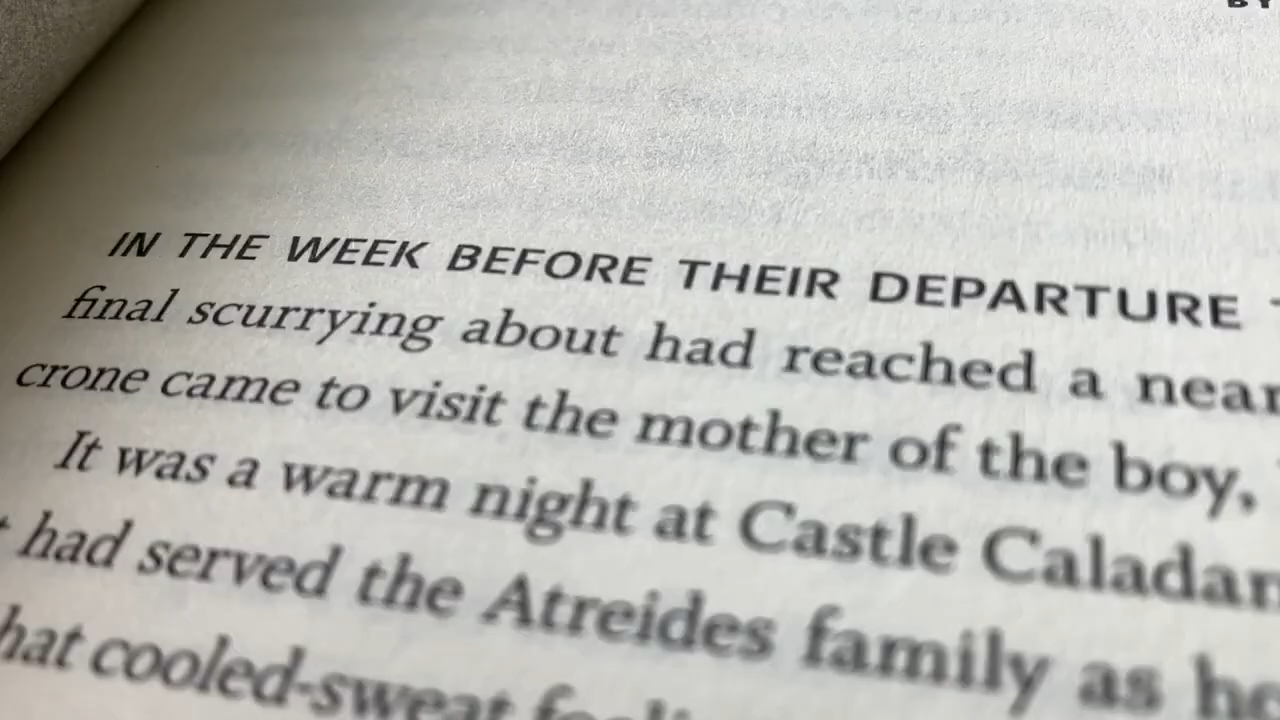 BY
IN THE WEEK BEFORE THEIR DEPARTURE
final scurrying about had reached a near
crone came to visit the mother of the boy,
It was a warm night at Castle Caladan
had served the Atreides family as
hat cooled-sweat